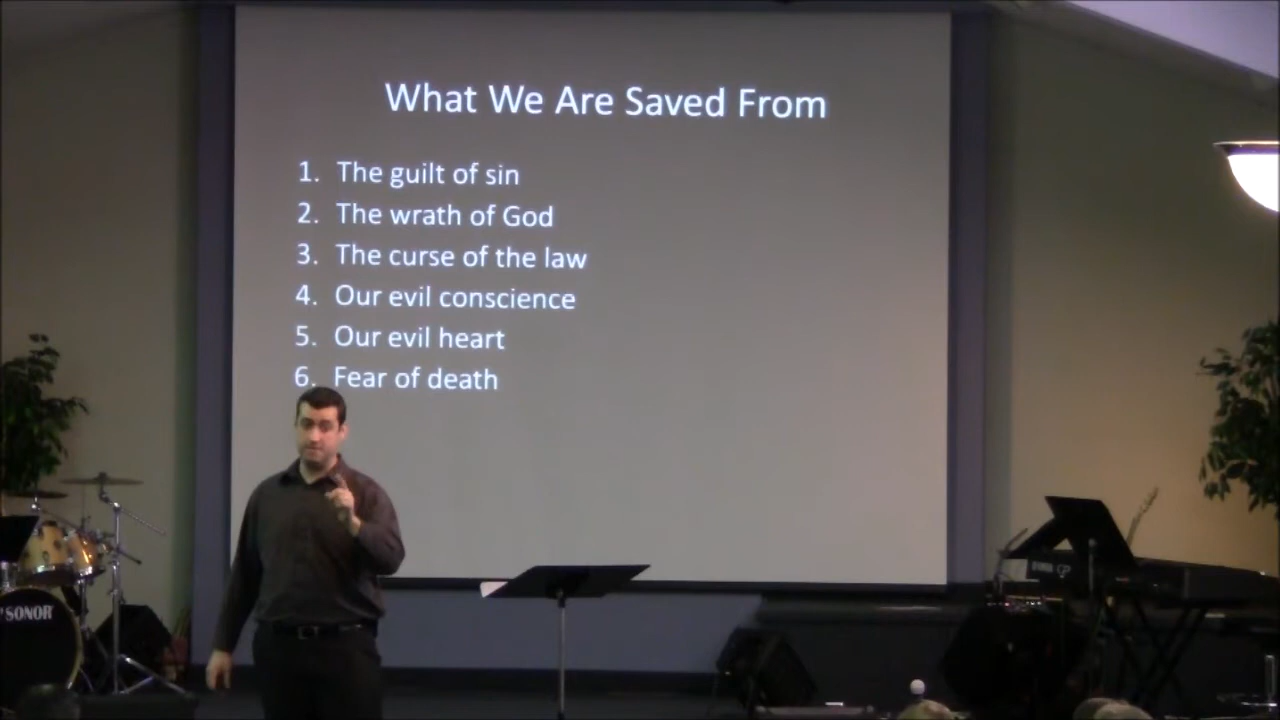 What We Are Saved From
1. The guilt of sin
2. The wrath of God
3. The curse of the law
4. Our evil conscience
5. Our evil heart
6. Fear of death
SONOR